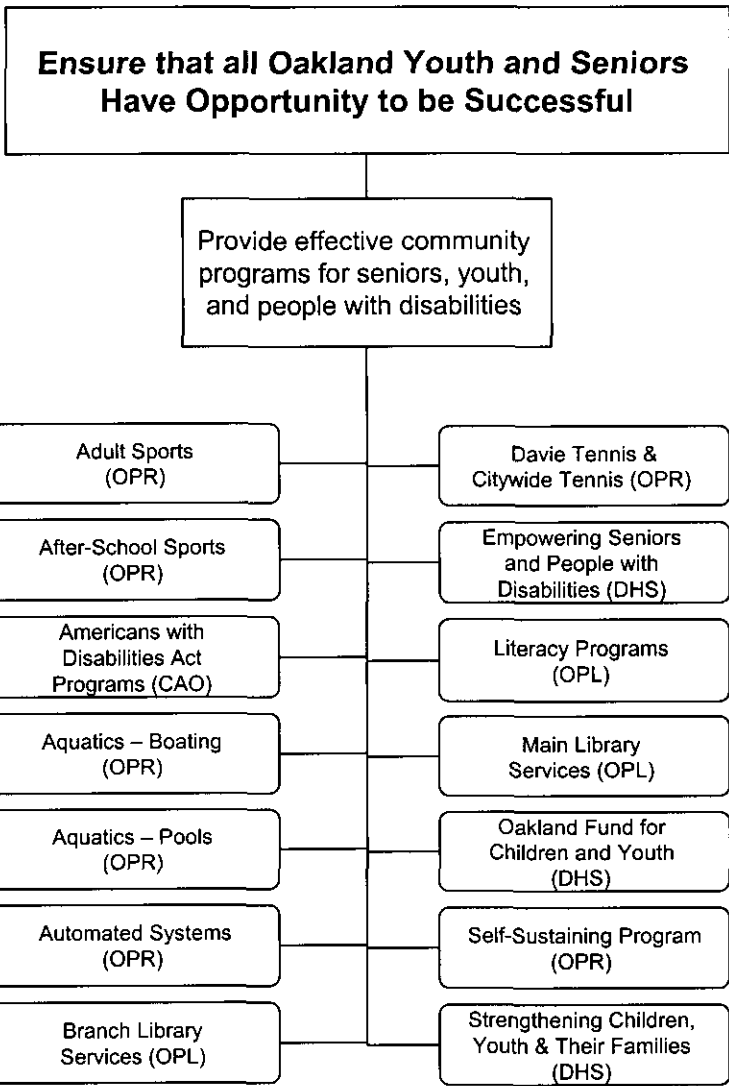 Ensure that all Oakland Youth and Seniors
Have Opportunity to be Successful
Provide effective community
programs for seniors, youth,
and people with disabilities
Adult Sports
(OPR)
After-School Sports
(OPR)
Americans with
Disabilities Act
Programs (CAO)
Aquatics – Boating
(OPR)
Aquatics – Pools
(OPR)
Automated Systems
(OPR)
Branch Library
Services (OPL)
Davie Tennis &
Citywide Tennis (OPR)
Empowering Seniors
and People with
Disabilities (DHS)
Literacy Programs
(OPL)
Main Library
Services (OPL)
Oakland Fund for
Children and Youth
(DHS)
Self-Sustaining Program
(OPR)
Strengthening Children,
Youth & Their Families
(DHS)